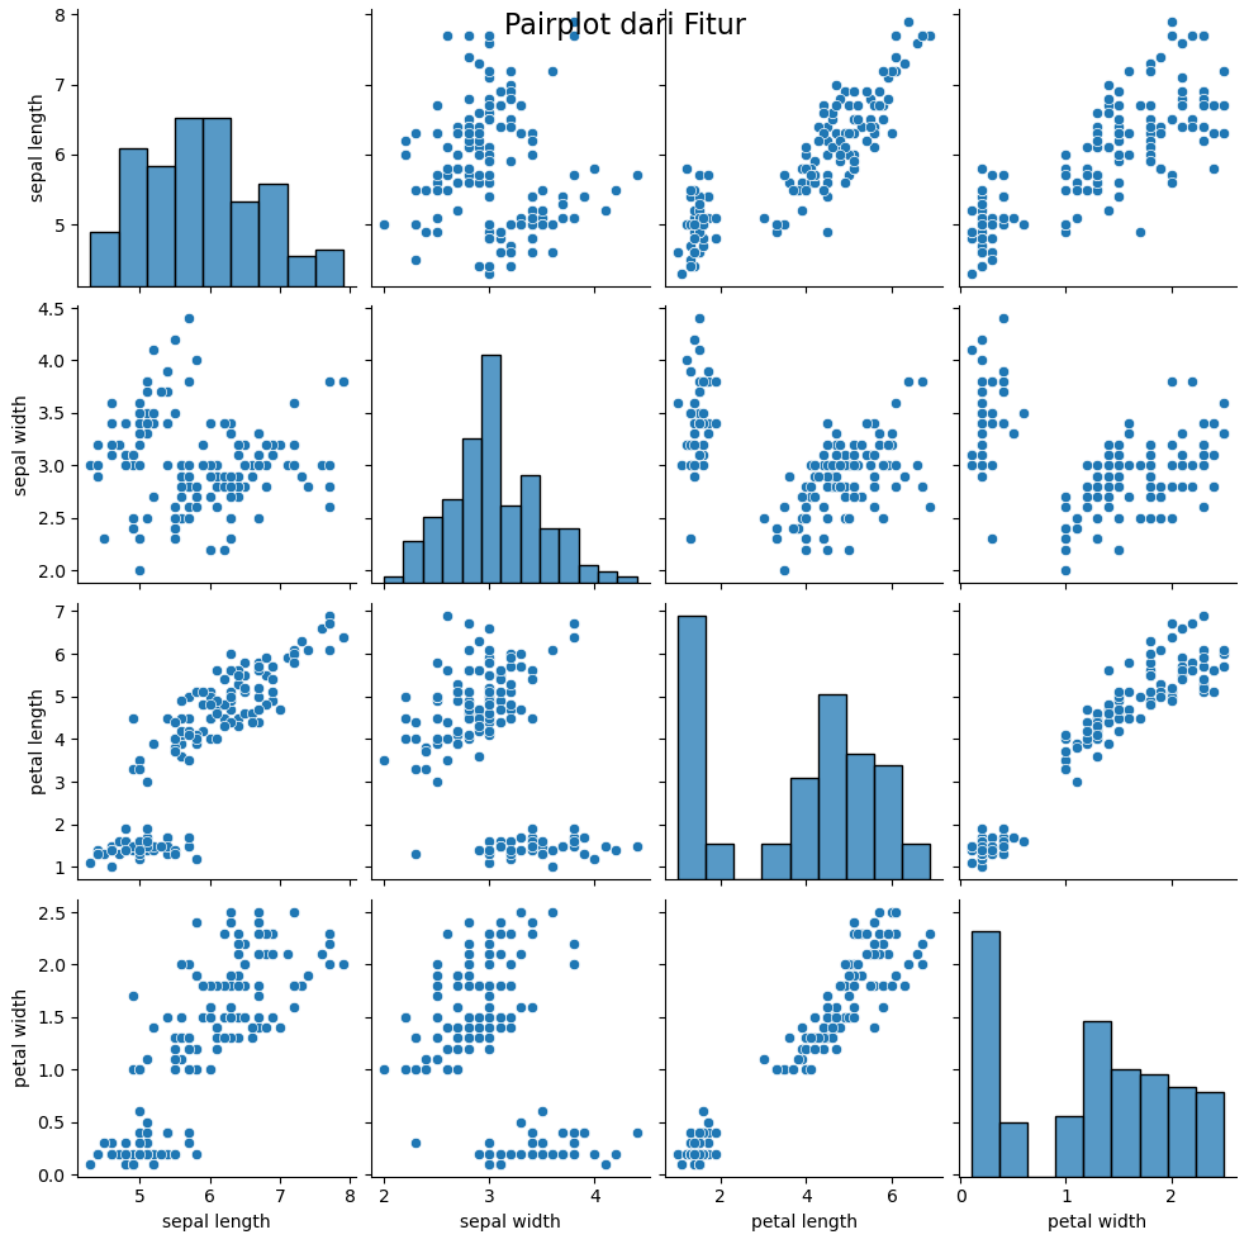 Pairplot dari Fitur
8
7
6
5
sepal length
4.5
4.0
3.5
3.0
2.5
2.0
sepal width
7
6
5
4
3
2
1
petal length
2.5
2.0
1.5
1.0
0.5
0.0
petal width
5 6 7 8
sepal length
2 3 4
sepal width
2 4 6
petal length
0 1 2
petal width